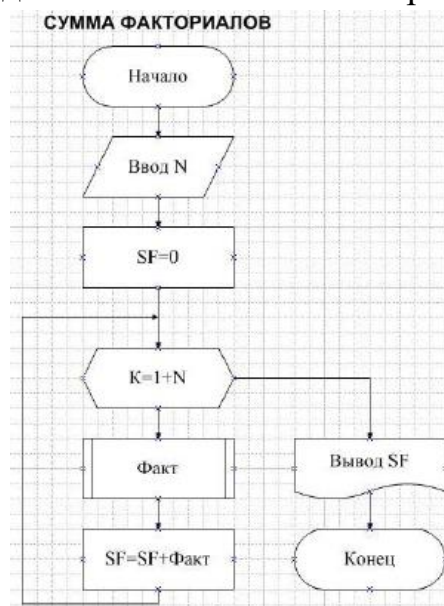 СУММА ФАКТОРИАЛОВ
Начало
Ввод N
SF=0
K=1+N
Факт
Вывод SF
SF=SF+Факт
Конец